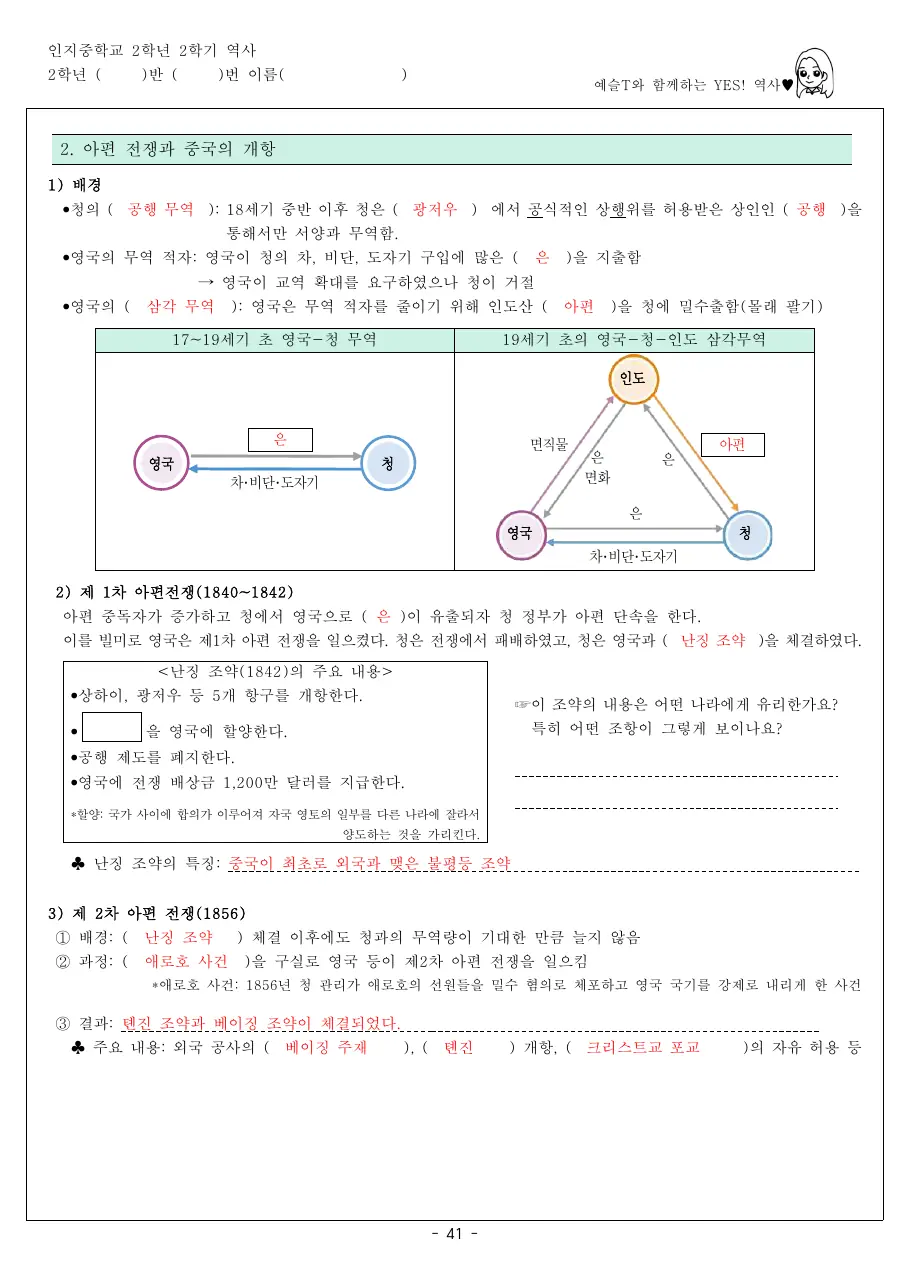 인지중학교 2학년 2학기 역사
2학년 (     )반 (     )번 이름(               )
예슬T와 함께하는 YES! 역사♥
2. 아편 전쟁과 중국의 개항
1) 배경
●청의 ( 공행 무역 ): 18세기 중반 이후 청은 ( 광저우 ) 에서 공식적인 상행위를 허용받은 상인인 ( 공행 )을
통해서만 서양과 무역함.
●영국의 무역 적자: 영국이 청의 차, 비단, 도자기 구입에 많은 ( 은 )을 지출함
→ 영국이 교역 확대를 요구하였으나 청이 거절
●영국의 ( 삼각 무역 ): 영국은 무역 적자를 줄이기 위해 인도산 ( 아편 )을 청에 밀수출함(몰래 팔기)
17~19세기 초 영국-청 무역
은
영국
청
차·비단·도자기
19세기 초의 영국-청-인도 삼각무역
인도
면직물
은
면화
은
아편
은
영국
청
차·비단·도자기
2) 제 1차 아편전쟁(1840~1842)
아편 중독자가 증가하고 청에서 영국으로 ( 은 )이 유출되자 청 정부가 아편 단속을 한다.
이를 빌미로 영국은 제1차 아편 전쟁을 일으켰다. 청은 전쟁에서 패배하였고, 청은 영국과 ( 난징 조약 )을 체결하였다.
<난징 조약(1842)의 주요 내용>
●상하이, 광저우 등 5개 항구를 개항한다.
●          을 영국에 할양한다.
●공행 제도를 폐지한다.
●영국에 전쟁 배상금 1,200만 달러를 지급한다.
*할양: 국가 사이에 합의가 이루어져 자국 영토의 일부를 다른 나라에 잘라서
양도하는 것을 가리킨다.
☞이 조약의 내용은 어떤 나라에게 유리한가요?
특히 어떤 조항이 그렇게 보이나요?
♣ 난징 조약의 특징: 중국이 최초로 외국과 맺은 불평등 조약
3) 제 2차 아편 전쟁(1856)
① 배경: ( 난징 조약 ) 체결 이후에도 청과의 무역량이 기대한 만큼 늘지 않음
② 과정: ( 애로호 사건 )을 구실로 영국 등이 제2차 아편 전쟁을 일으킴
*애로호 사건: 1856년 청 관리가 애로호의 선원들을 밀수 혐의로 체포하고 영국 국기를 강제로 내리게 한 사건
③ 결과: 톈진 조약과 베이징 조약이 체결되었다.
♣ 주요 내용: 외국 공사의 ( 베이징 주재 ), ( 톈진 ) 개항, ( 크리스트교 포교 )의 자유 허용 등
- 41 -